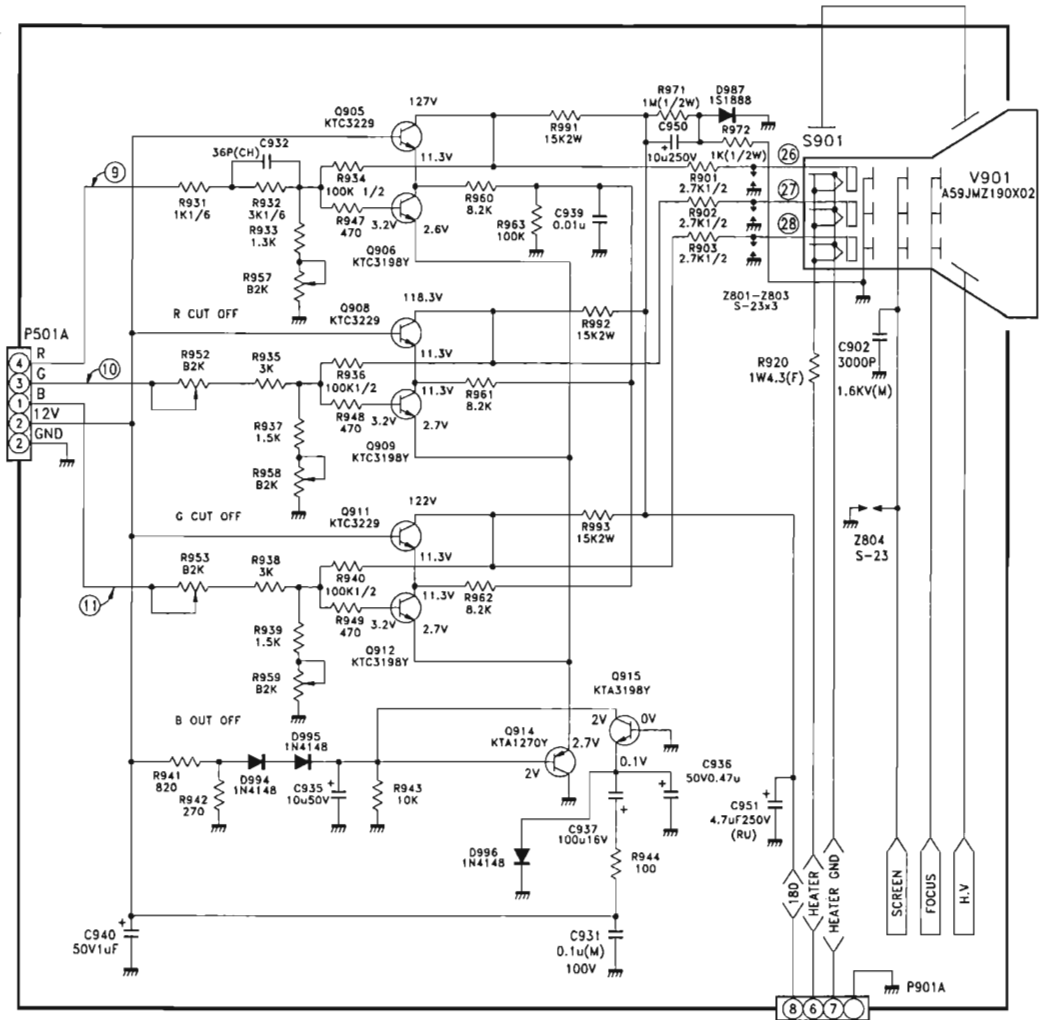 Q905
KTC3229
127V
11.3V
C932
36P(CH)
9
R931
1K1/6
R932
3K1/6
R933
1.3K
R957
B2K
R934
100K 1/2
R947
470
3.2V
2.6V
Q906
KTC3198Y
R960
8.2K
R963
100K
C939
0.01u
R991
15K2W
R971
1M(1/2W)
C950
10u250V
D987
1S1888
R972
1K(1/2W)
S901
26
R901
2.7K1/2
27
R902
2.7K1/2
28
R903
2.7K1/2
V901
A59JMZ190X02
Z801-Z803
S-23x3
R CUT OFF
P501A
4 R
3 G
1 B
2 12V
2 GND
10
R952
B2K
R935
3K
R937
1.5K
R958
B2K
Q908
KTC3229
118.3V
11.3V
R936
100K1/2
R948
470
3.2V
11.3V
2.7V
Q909
KTC3198Y
R961
8.2K
R992
15K2W
R920
1W4.3(F)
C902
3000P
1.6KV(M)
G CUT OFF
Q911
KTC3229
122V
11.3V
R993
15K2W
Z804
S-23
11
R953
B2K
R938
3K
R939
1.5K
R959
B2K
R940
100K1/2
R949
470
3.2V
11.3V
2.7V
Q912
KTC3198Y
R962
8.2K
B OUT OFF
Q915
KTA3198Y
2V
0V
0.1V
Q914
KTA1270Y
2.7V
2V
R941
820
R942
270
D994
1N4148
D995
1N4148
C935
10u50V
R943
10K
C936
50V0.47u
C937
100u16V
D996
1N4148
R944
100
C951
4.7uF250V
(RU)
C940
50V1uF
C931
0.1u(M)
100V
180
HEATER
HEATER GND
SCREEN
FOCUS
H.V
8
6
7
P901A